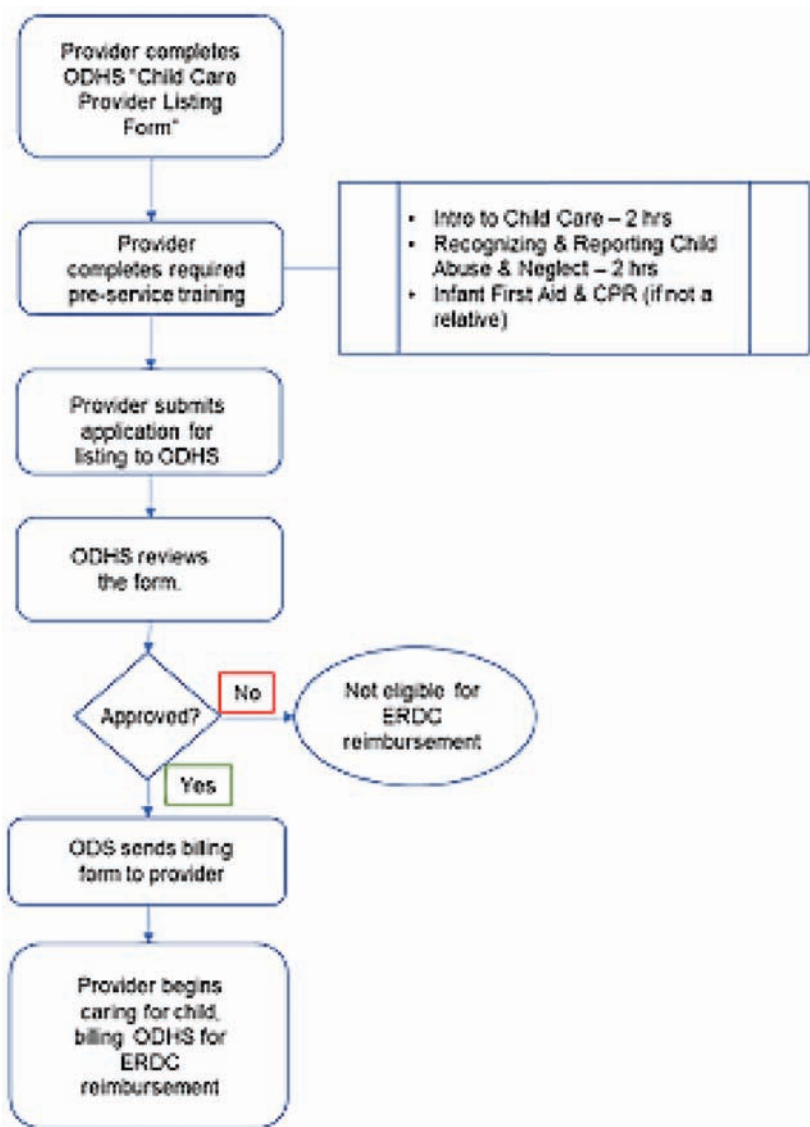 Provider completes
ODHS "Child Care
Provider Listing
Form"
Provider
completes required
pre-service training
• Intro to Child Care – 2 hrs
• Recognizing & Reporting Child
Abuse & Neglect – 2 hrs
• Infant First Aid & CPR (if not a
relative)
Provider submits
application for
listing to ODHS
ODHS reviews
the form.
Approved?
No
Not eligible for
ERDC
reimbursement
Yes
ODS sends billing
form to provider
Provider begins
caring for child,
billing ODHS for
ERDC
reimbursement